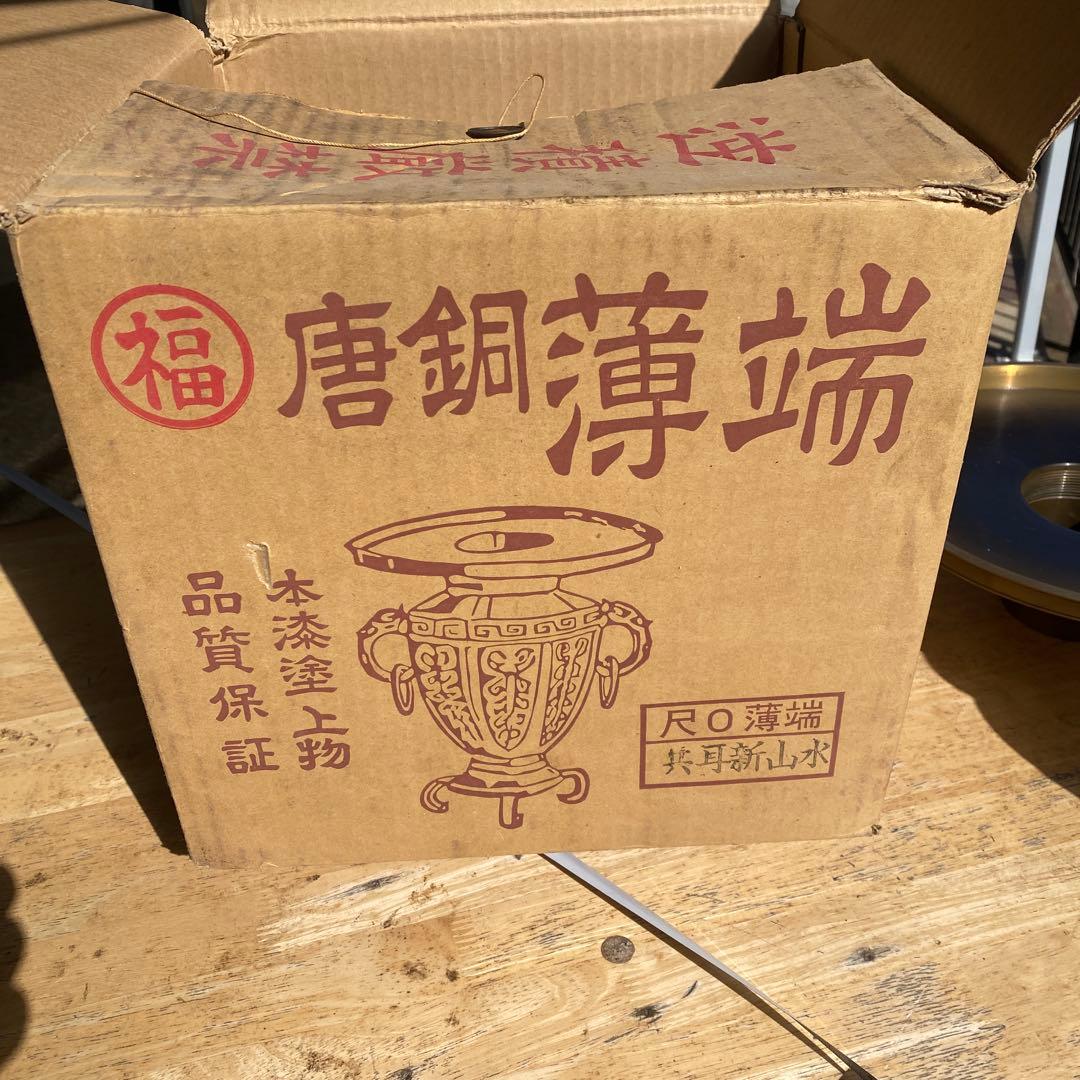 福
唐銅薄端
本漆塗上物
品質保証
尺〇薄端
共耳新山水